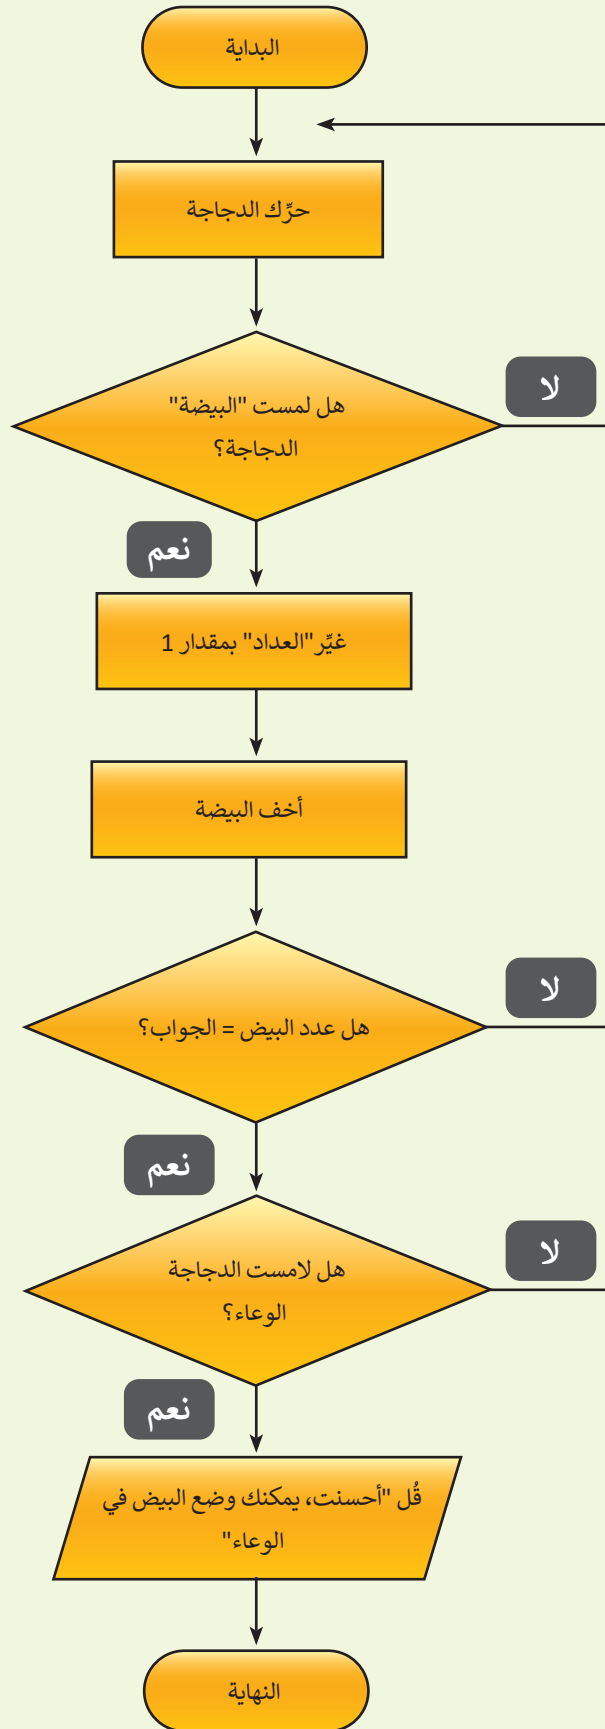 البداية
حرِّك الدجاجة
هل لمست "البيضة"
الدجاجة؟
لا
نعم
غيِّر"العداد" بمقدار 1
أخف البيضة
هل عدد البيض = الجواب؟
لا
نعم
هل لامست الدجاجة
الوعاء؟
لا
نعم
قُل "أحسنت، يمكنك وضع البيض في
الوعاء"
النهاية